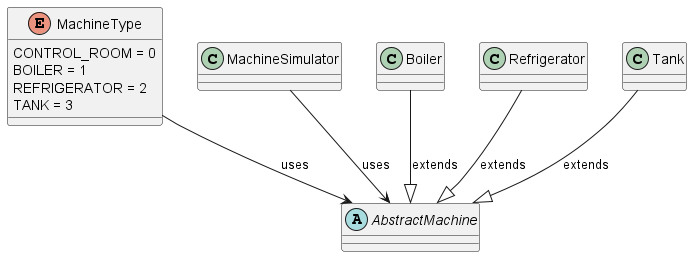 E MachineType
CONTROL_ROOM = 0
BOILER = 1
REFRIGERATOR = 2
TANK = 3
C MachineSimulator
C Boiler
C Refrigerator
C Tank
uses
uses
extends
extends
extends
A AbstractMachine